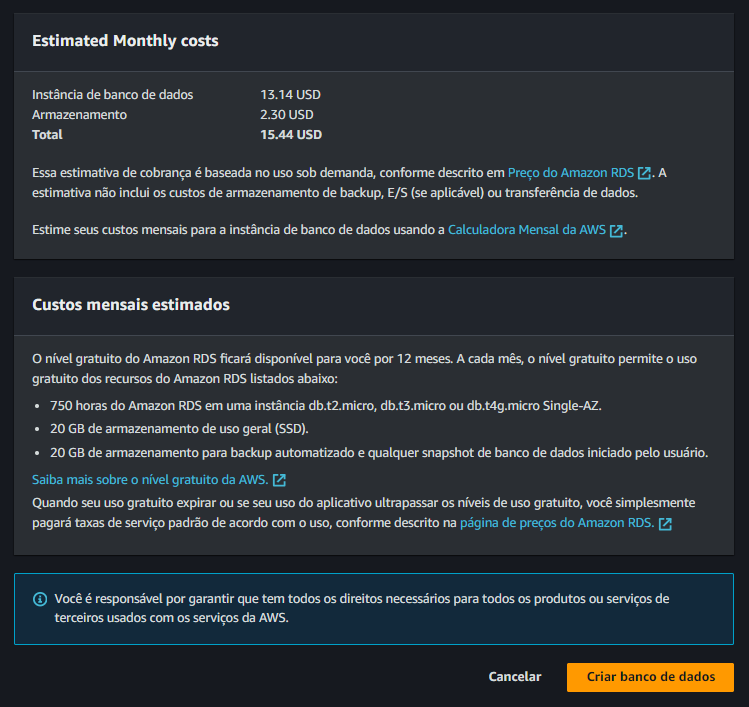 Estimated Monthly costs
Instância de banco de dados 13.14 USD
Armazenamento 2.30 USD
Total 15.44 USD
Essa estimativa de cobrança é baseada no uso sob demanda, conforme descrito em Preço do Amazon RDS. A
estimativa não inclui os custos de armazenamento de backup, E/S (se aplicável) ou transferência de dados.
Estime seus custos mensais para a instância de banco de dados usando a Calculadora Mensal da AWS.
Custos mensais estimados
O nível gratuito do Amazon RDS ficará disponível para você por 12 meses. A cada mês, o nível gratuito permite o uso
gratuito dos recursos do Amazon RDS listados abaixo:
• 750 horas do Amazon RDS em uma instância db.t2.micro, db.t3.micro ou db.t4g.micro Single-AZ.
• 20 GB de armazenamento de uso geral (SSD).
• 20 GB de armazenamento para backup automatizado e qualquer snapshot de banco de dados iniciado pelo usuário.
Saiba mais sobre o nível gratuito da AWS.
Quando seu uso gratuito expirar ou se seu uso do aplicativo ultrapassar os níveis de uso gratuito, você simplesmente
pagará taxas de serviço padrão de acordo com o uso, conforme descrito na página de preços do Amazon RDS.
Você é responsável por garantir que tem todos os direitos necessários para todos os produtos ou serviços de
terceiros usados com os serviços da AWS.
Cancelar Criar banco de dados